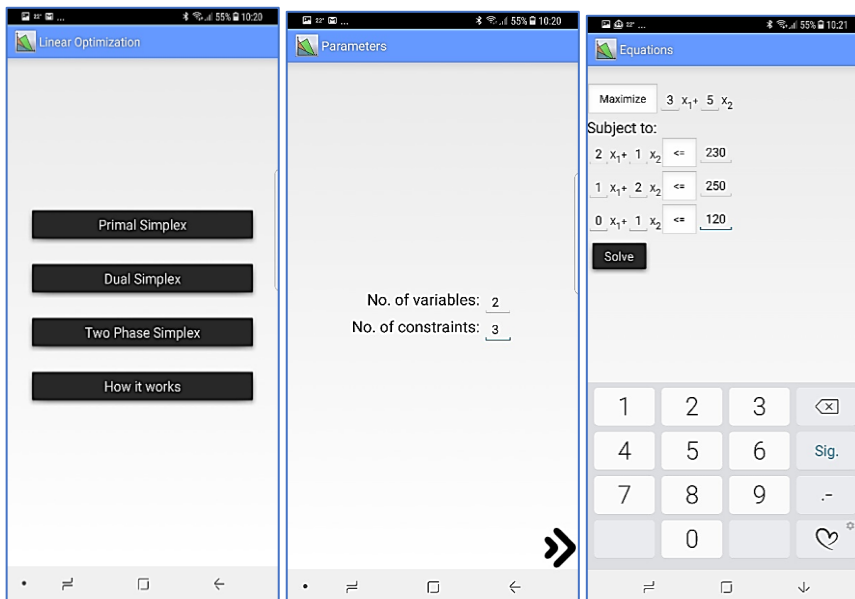 22° ... 55% 10:20
Linear Optimization
Primal Simplex
Dual Simplex
Two Phase Simplex
How it works
22° ... 55% 10:20
Parameters
No. of variables: 2
No. of constraints: 3
22° ... 55% 10:21
Equations
Maximize 3 x₁+ 5 x₂
Subject to:
2 x₁+ 1 x₂ <= 230
1 x₁+ 2 x₂ <= 250
0 x₁+ 1 x₂ <= 120
Solve
1 2 3
4 5 6 Sig.
7 8 9 .-
0